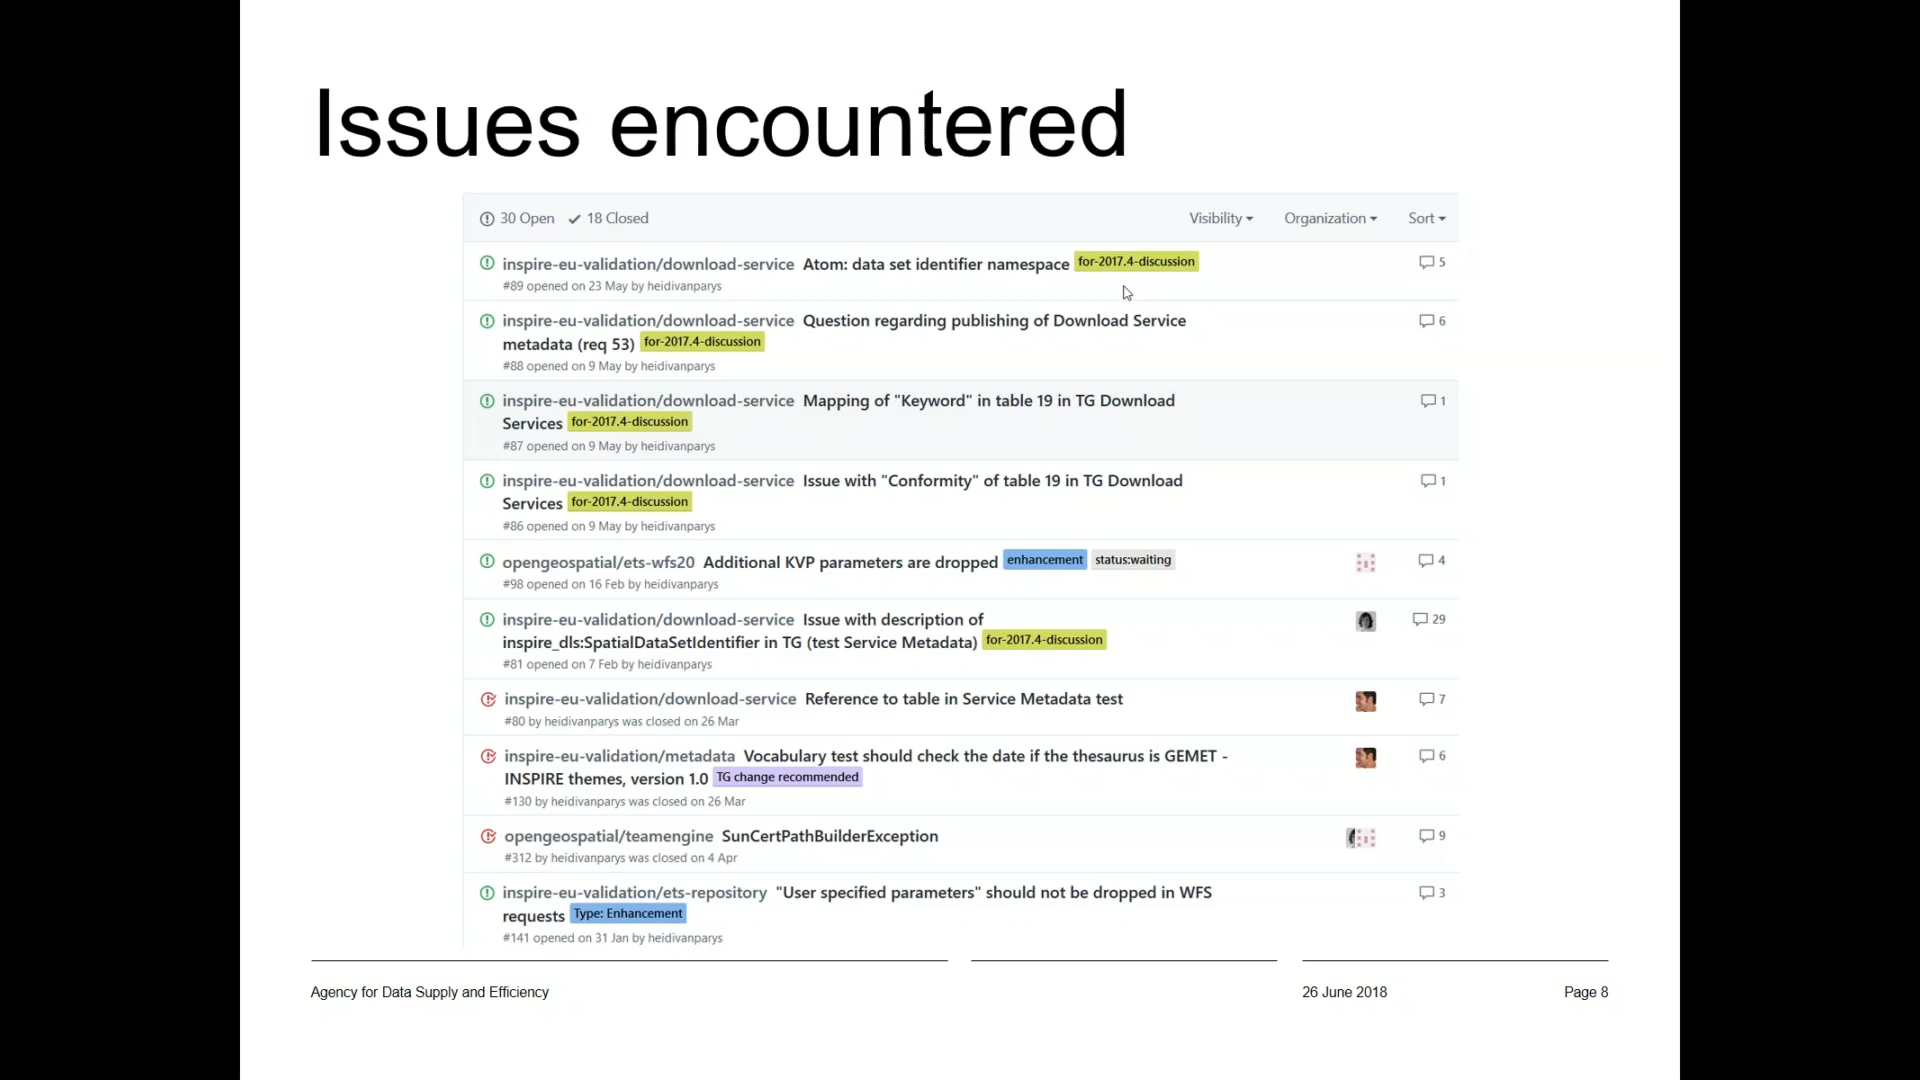 Issues encountered
30 Open 18 Closed Visibility Organization Sort
inspire-eu-validation/download-service Atom: data set identifier namespace for-2017.4-discussion 5
#89 opened on 23 May by heidivanparys
inspire-eu-validation/download-service Question regarding publishing of Download Service 6
metadata (req 53) for-2017.4-discussion
#88 opened on 9 May by heidivanparys
inspire-eu-validation/download-service Mapping of "Keyword" in table 19 in TG Download 1
Services for-2017.4-discussion
#87 opened on 9 May by heidivanparys
inspire-eu-validation/download-service Issue with "Conformity" of table 19 in TG Download 1
Services for-2017.4-discussion
#86 opened on 9 May by heidivanparys
opengeospatial/ets-wfs20 Additional KVP parameters are dropped enhancement status:waiting 4
#98 opened on 16 Feb by heidivanparys
inspire-eu-validation/download-service Issue with description of 29
inspire_dls:SpatialDataSetIdentifier in TG (test Service Metadata) for-2017.4-discussion
#81 opened on 7 Feb by heidivanparys
inspire-eu-validation/download-service Reference to table in Service Metadata test 7
#80 by heidivanparys was closed on 26 Mar
inspire-eu-validation/metadata Vocabulary test should check the date if the thesaurus is GEMET - 6
INSPIRE themes, version 1.0 TG change recommended
#130 by heidivanparys was closed on 26 Mar
opengeospatial/teamengine SunCertPathBuilderException 9
#312 by heidivanparys was closed on 4 Apr
inspire-eu-validation/ets-repository "User specified parameters" should not be dropped in WFS 3
requests Type: Enhancement
#141 opened on 31 Jan by heidivanparys
Agency for Data Supply and Efficiency 26 June 2018 Page 8